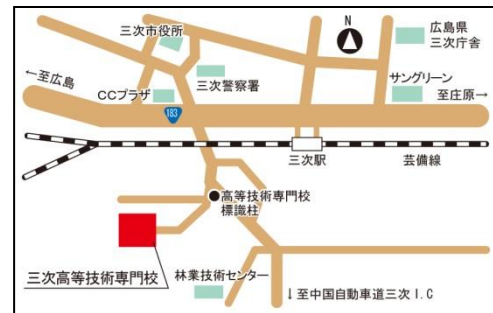 N
三次市役所
広島県
三次庁舎
←至広島
三次警察署
サングリーン
CCプラザ
至庄原→
183
三次駅
芸備線
高等技術専門校
標識柱
三次高等技術専門校
林業技術センター
↓至中国自動車道三次 I.C